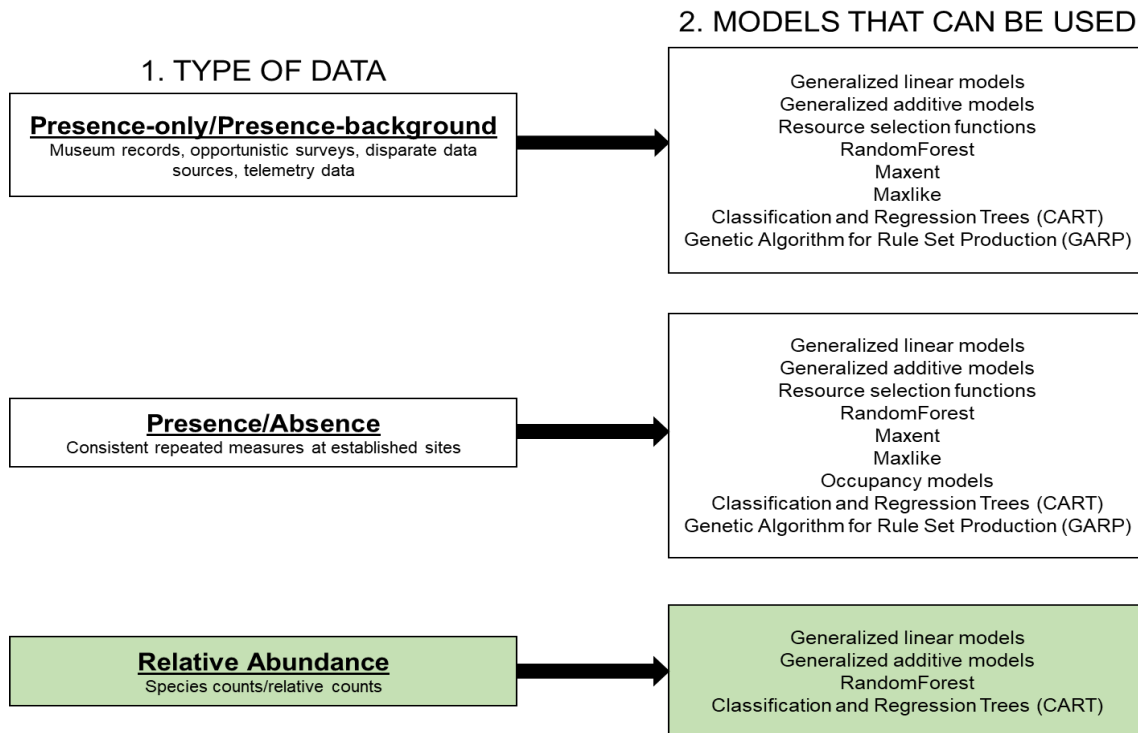 2. MODELS THAT CAN BE USED
1. TYPE OF DATA
Presence-only/Presence-background
Museum records, opportunistic surveys, disparate data
sources, telemetry data
Generalized linear models
Generalized additive models
Resource selection functions
RandomForest
Maxent
Maxlike
Classification and Regression Trees (CART)
Genetic Algorithm for Rule Set Production (GARP)
Presence/Absence
Consistent repeated measures at established sites
Generalized linear models
Generalized additive models
Resource selection functions
RandomForest
Maxent
Maxlike
Occupancy models
Classification and Regression Trees (CART)
Genetic Algorithm for Rule Set Production (GARP)
Relative Abundance
Species counts/relative counts
Generalized linear models
Generalized additive models
RandomForest
Classification and Regression Trees (CART)